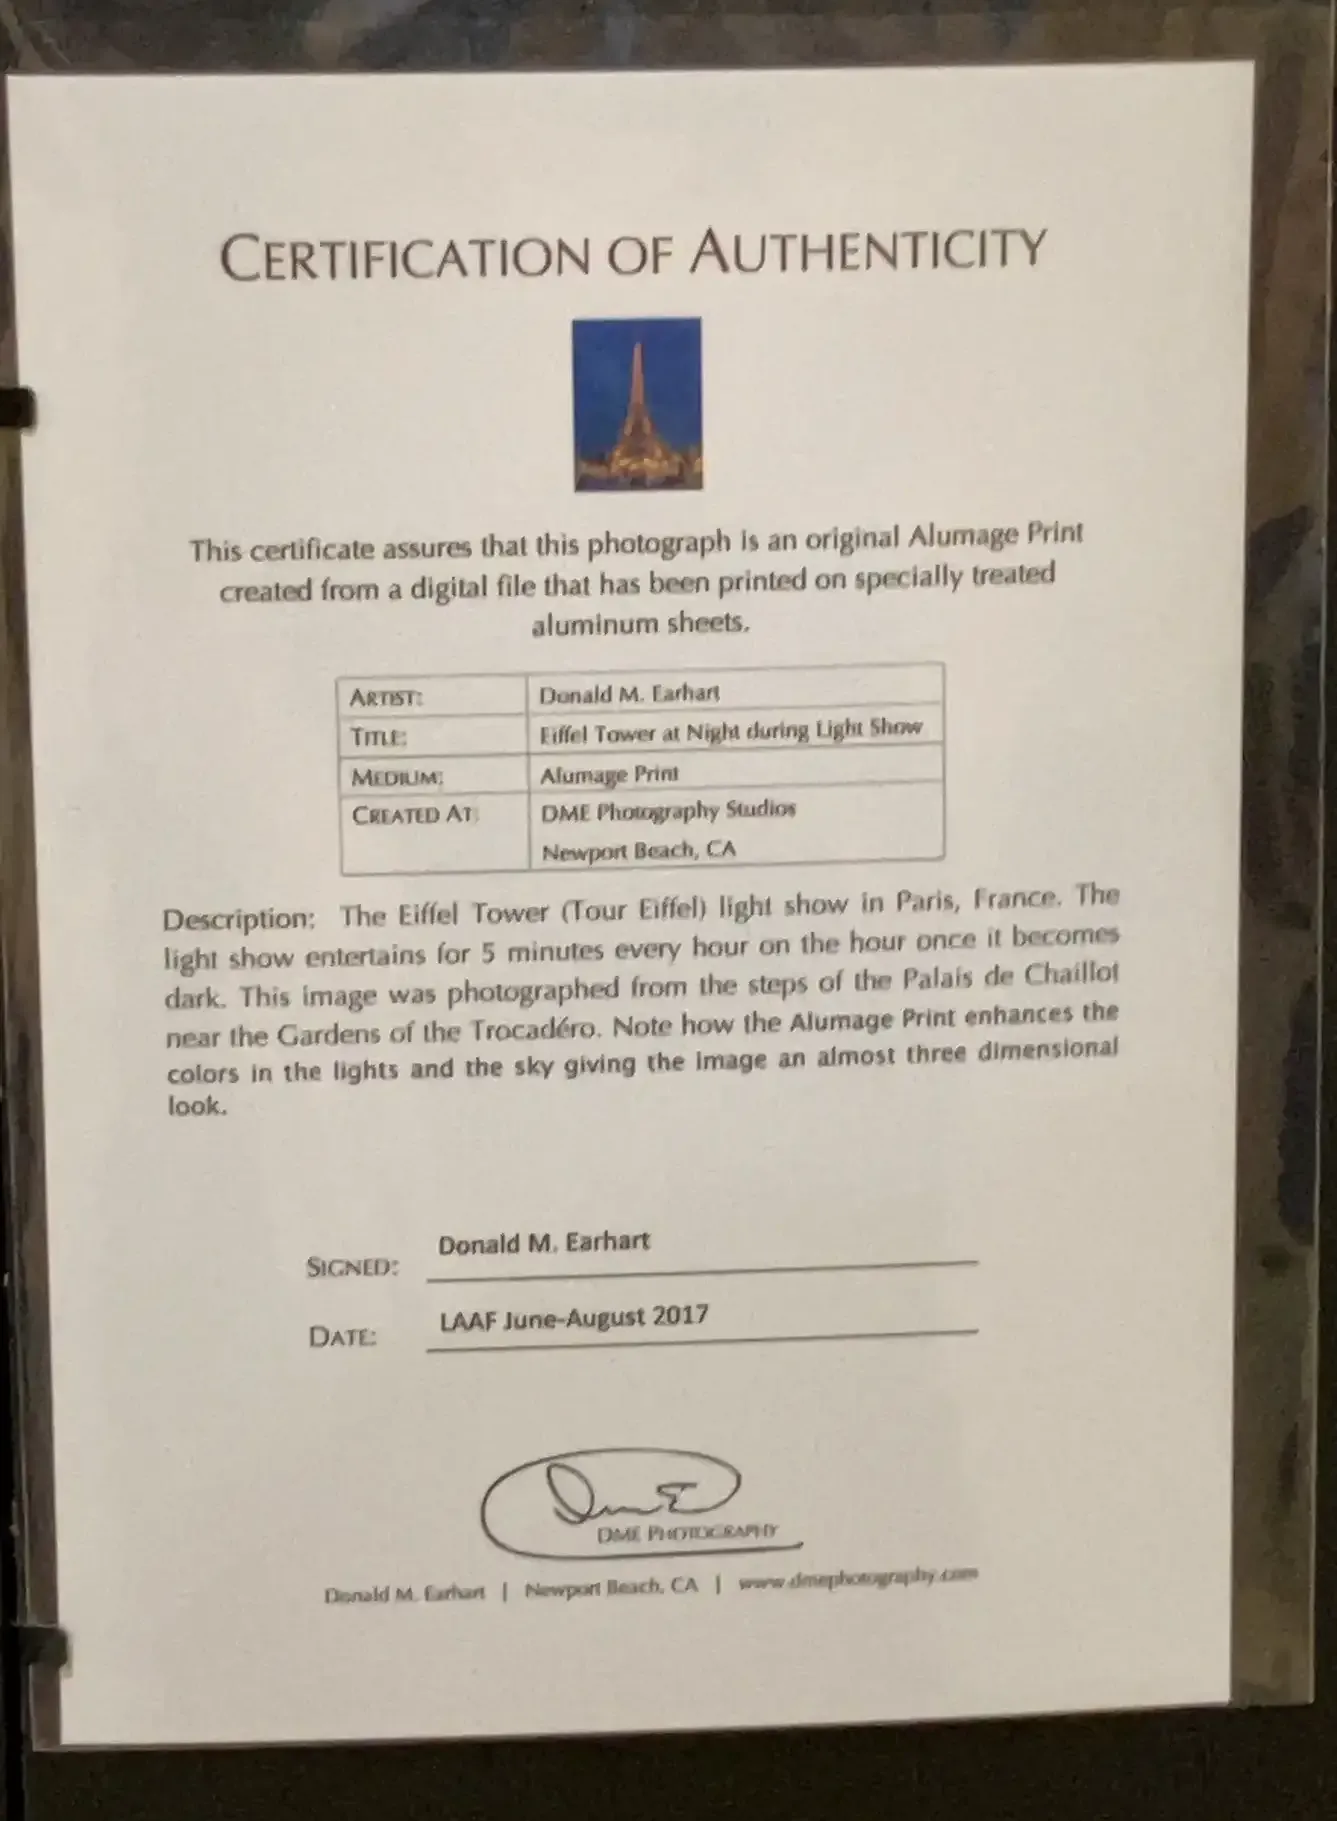 CERTIFICATION OF AUTHENTICITY
This certificate assures that this photograph is an original Alumage Print
created from a digital file that has been printed on specially treated
aluminum sheets.
ARTIST: Donald M. Earhart
TITLE: Eiffel Tower at Night during Light Show
MEDIUM: Alumage Print
CREATED AT: DME Photography Studios
Newport Beach, CA
Description: The Eiffel Tower (Tour Eiffel) light show in Paris, France. The
light show entertains for 5 minutes every hour on the hour once it becomes
dark. This image was photographed from the steps of the Palais de Chaillot
near the Gardens of the Trocadéro. Note how the Alumage Print enhances the
colors in the lights and the sky giving the image an almost three dimensional
look.
SIGNED: Donald M. Earhart
DATE: LAAF June-August 2017
DME
DME PHOTOGRAPHY
Donald M. Earhart | Newport Beach, CA | www.dmephotography.com